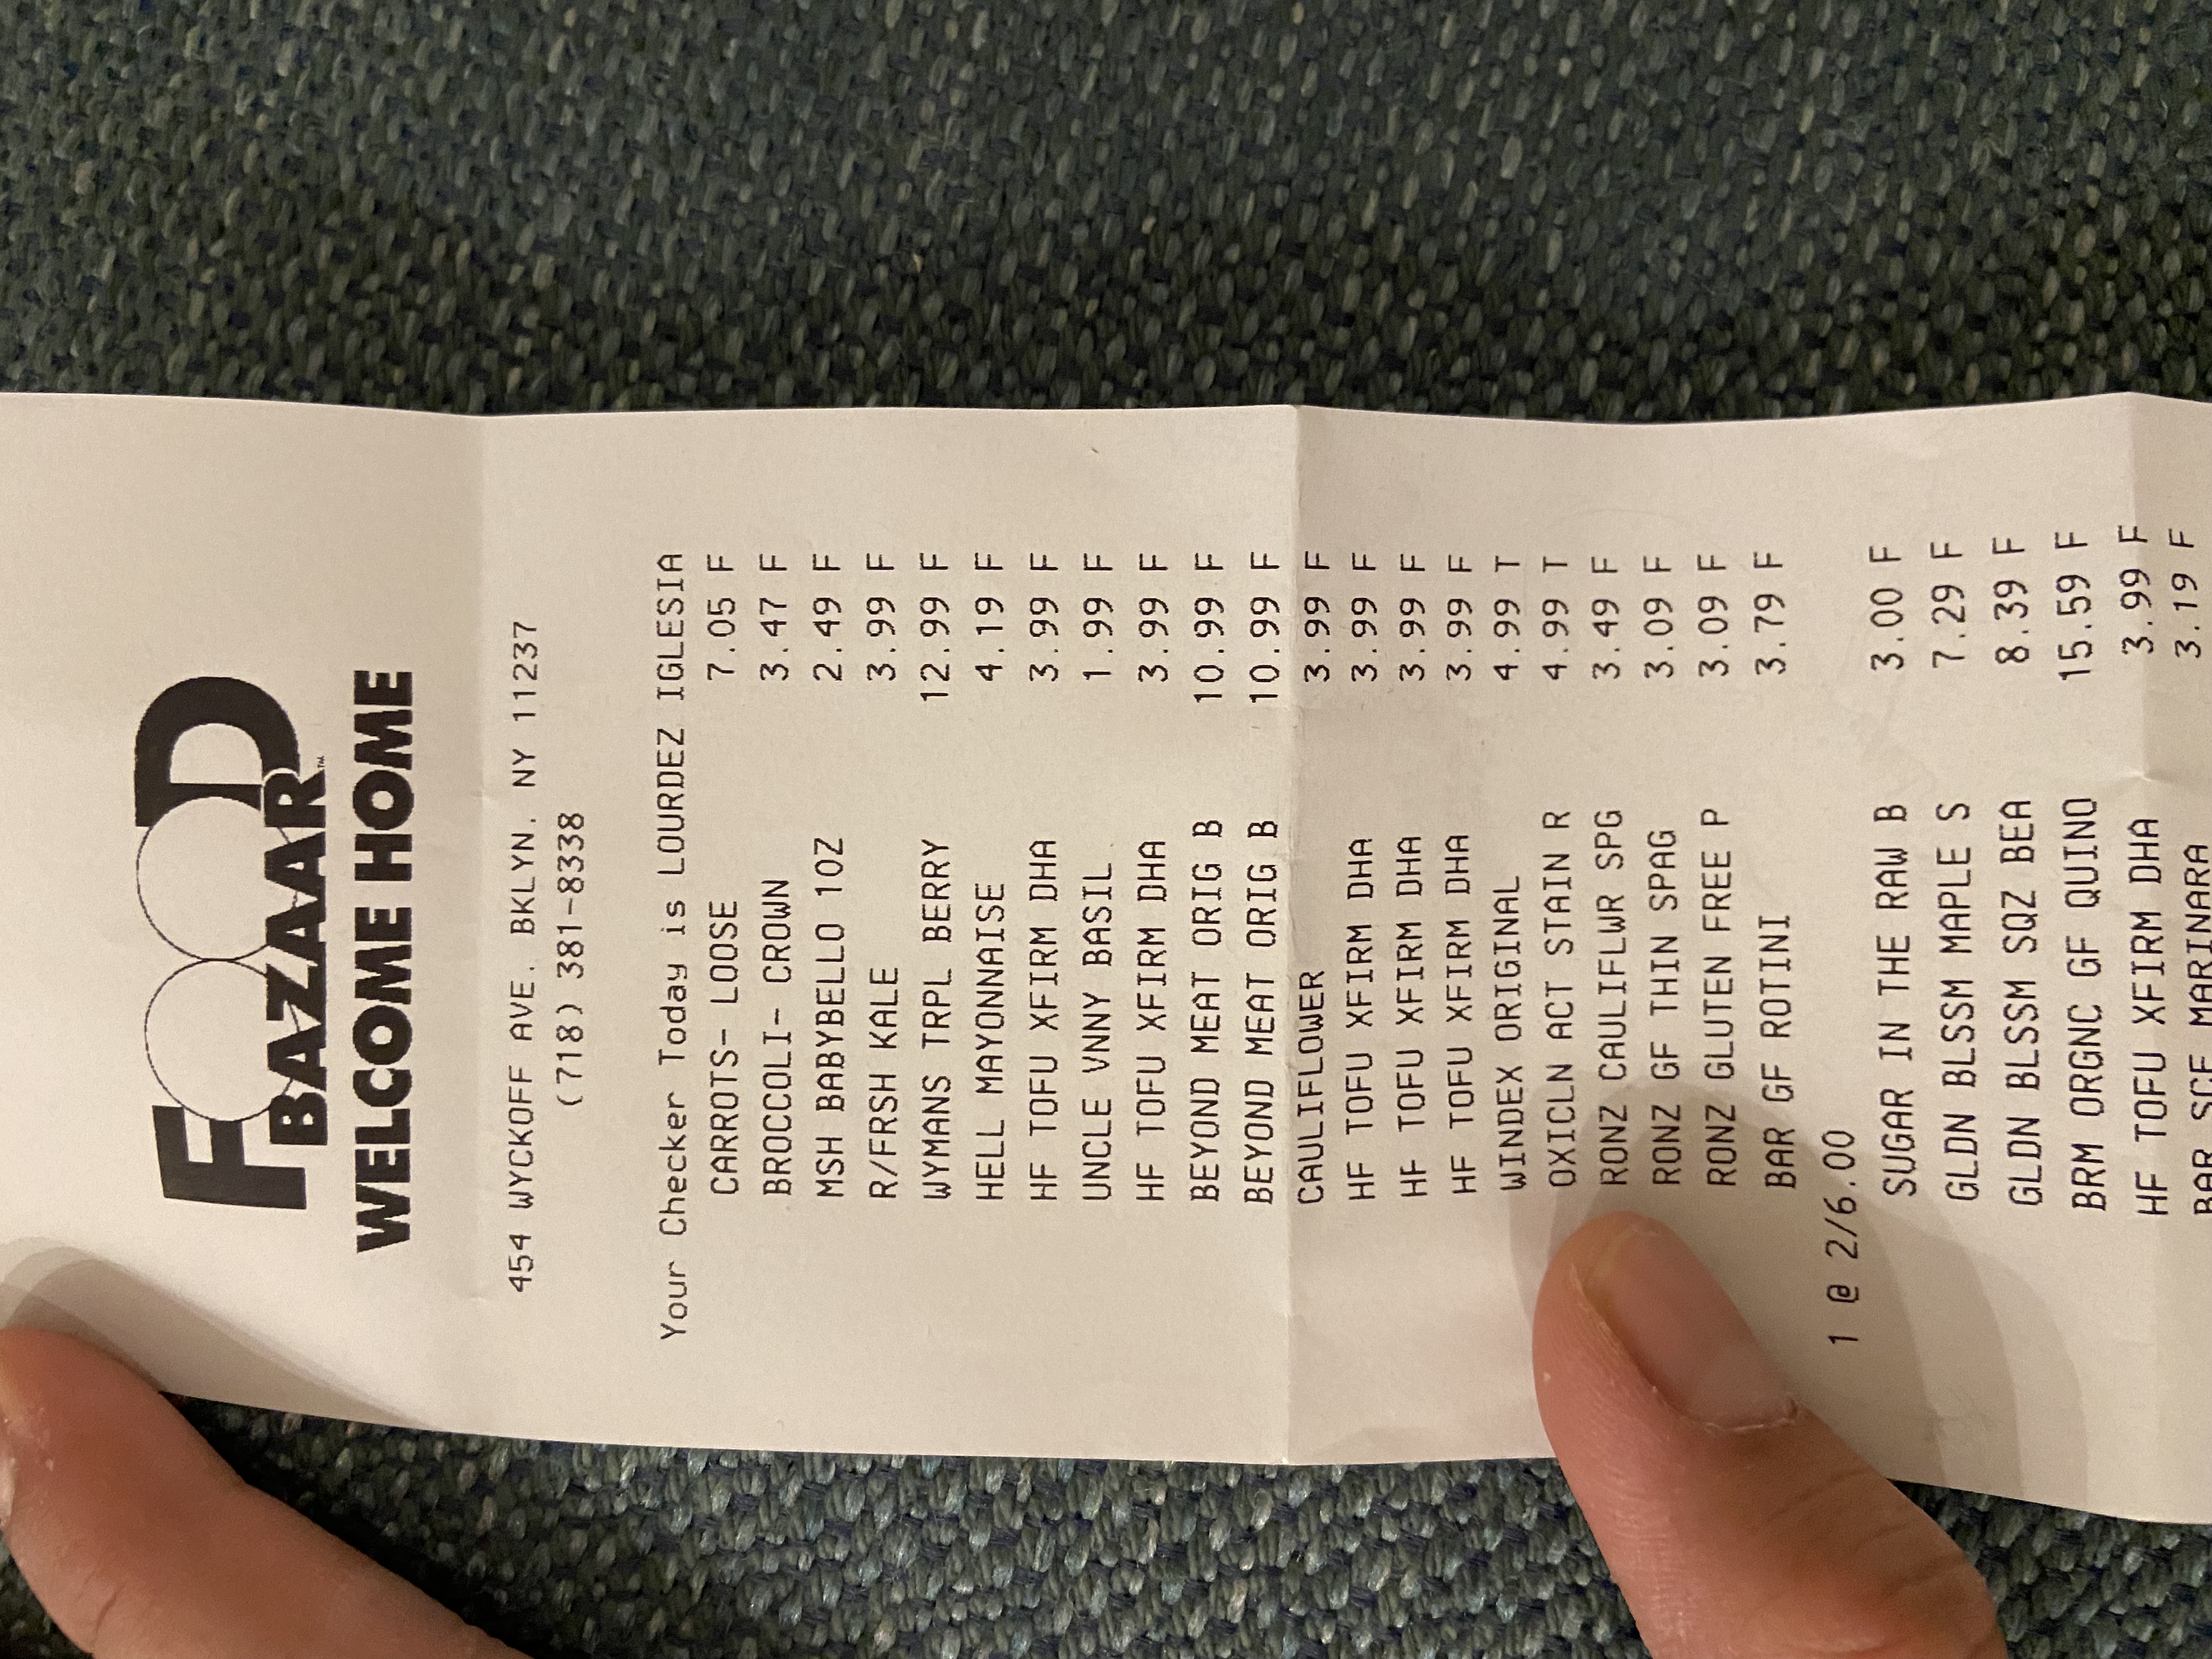 FOOD
BAZAAR™
WELCOME HOME
454 WYCKOFF AVE. BKLYN. NY 11237
(718) 381-8338
Your Checker Today is LOURDEZ IGLESIA
CARROTS- LOOSE 7.05 F
BROCCOLI- CROWN 3.47 F
MSH BABYBELLO 10Z 2.49 F
R/FRSH KALE 3.99 F
WYMANS TRPL BERRY 12.99 F
HELL MAYONNAISE 4.19 F
HF TOFU XFIRM DHA 3.99 F
UNCLE VNNY BASIL 1.99 F
HF TOFU XFIRM DHA 3.99 F
BEYOND MEAT ORIG B 10.99 F
BEYOND MEAT ORIG B 10.99 F
CAULIFLOWER 3.99 F
HF TOFU XFIRM DHA 3.99 F
HF TOFU XFIRM DHA 3.99 F
HF TOFU XFIRM DHA 3.99 F
WINDEX ORIGINAL 4.99 T
OXICLN ACT STAIN R 4.99 T
RONZ CAULIFLWR SPG 3.49 F
RONZ GF THIN SPAG 3.09 F
RONZ GLUTEN FREE P 3.09 F
BAR GF ROTINI 3.79 F
1 @ 2/6.00
SUGAR IN THE RAW B 3.00 F
GLDN BLSSM MAPLE S 7.29 F
GLDN BLSSM SQZ BEA 8.39 F
BRM ORGNC GF QUINO 15.59 F
HF TOFU XFIRM DHA 3.99 F
BAR SCE MARINARA 3.19 F